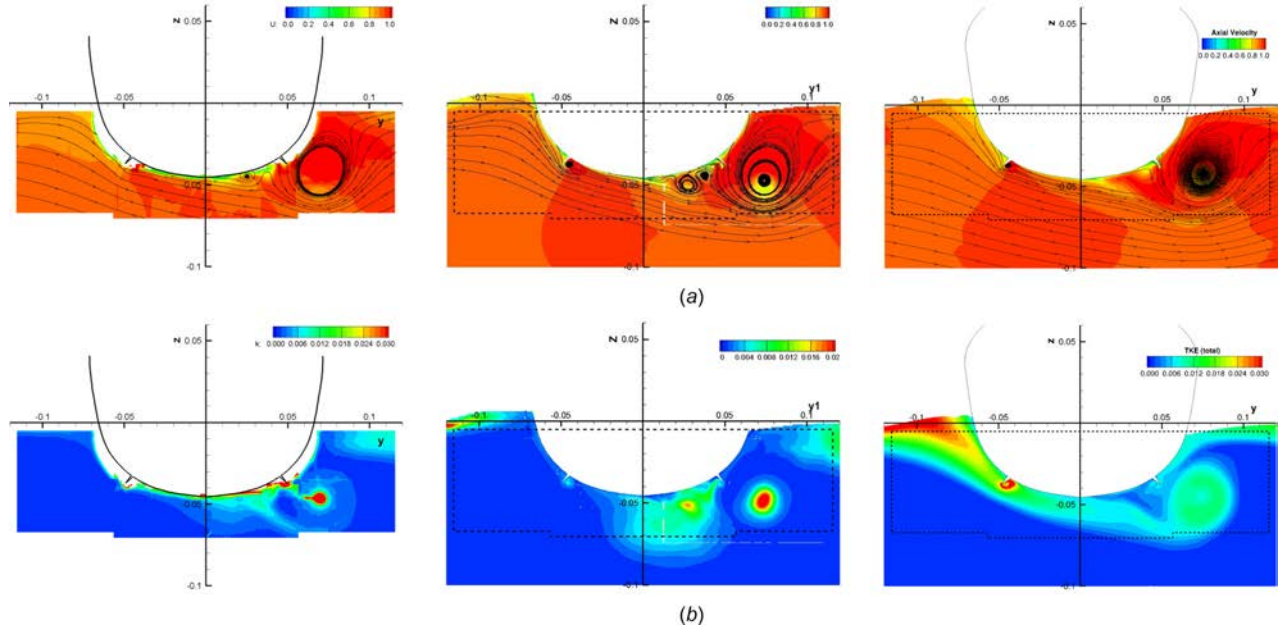 z 0.05
U: 0.0 0.2 0.4 0.6 0.8 1.0
-0.1 -0.05 0.05 0.1
y
-0.05
-0.1
z 0.05
0.0 0.2 0.4 0.6 0.8 1.0
-0.1 -0.05 0.05 0.1
y1
-0.05
-0.1
z 0.05
Axial Velocity
0.0 0.2 0.4 0.6 0.8 1.0
-0.1 -0.05 0.05 0.1
y
-0.05
-0.1
(a)
z 0.05
k: 0.000 0.006 0.012 0.018 0.024 0.030
-0.1 -0.05 0.05 0.1
y
-0.05
-0.1
z 0.05
0 0.004 0.008 0.012 0.016 0.02
-0.1 -0.05 0.05 0.1
y1
-0.05
-0.1
z 0.05
TKE (total)
0.000 0.006 0.012 0.018 0.024 0.030
-0.1 -0.05 0.05 0.1
y
-0.05
-0.1
(b)